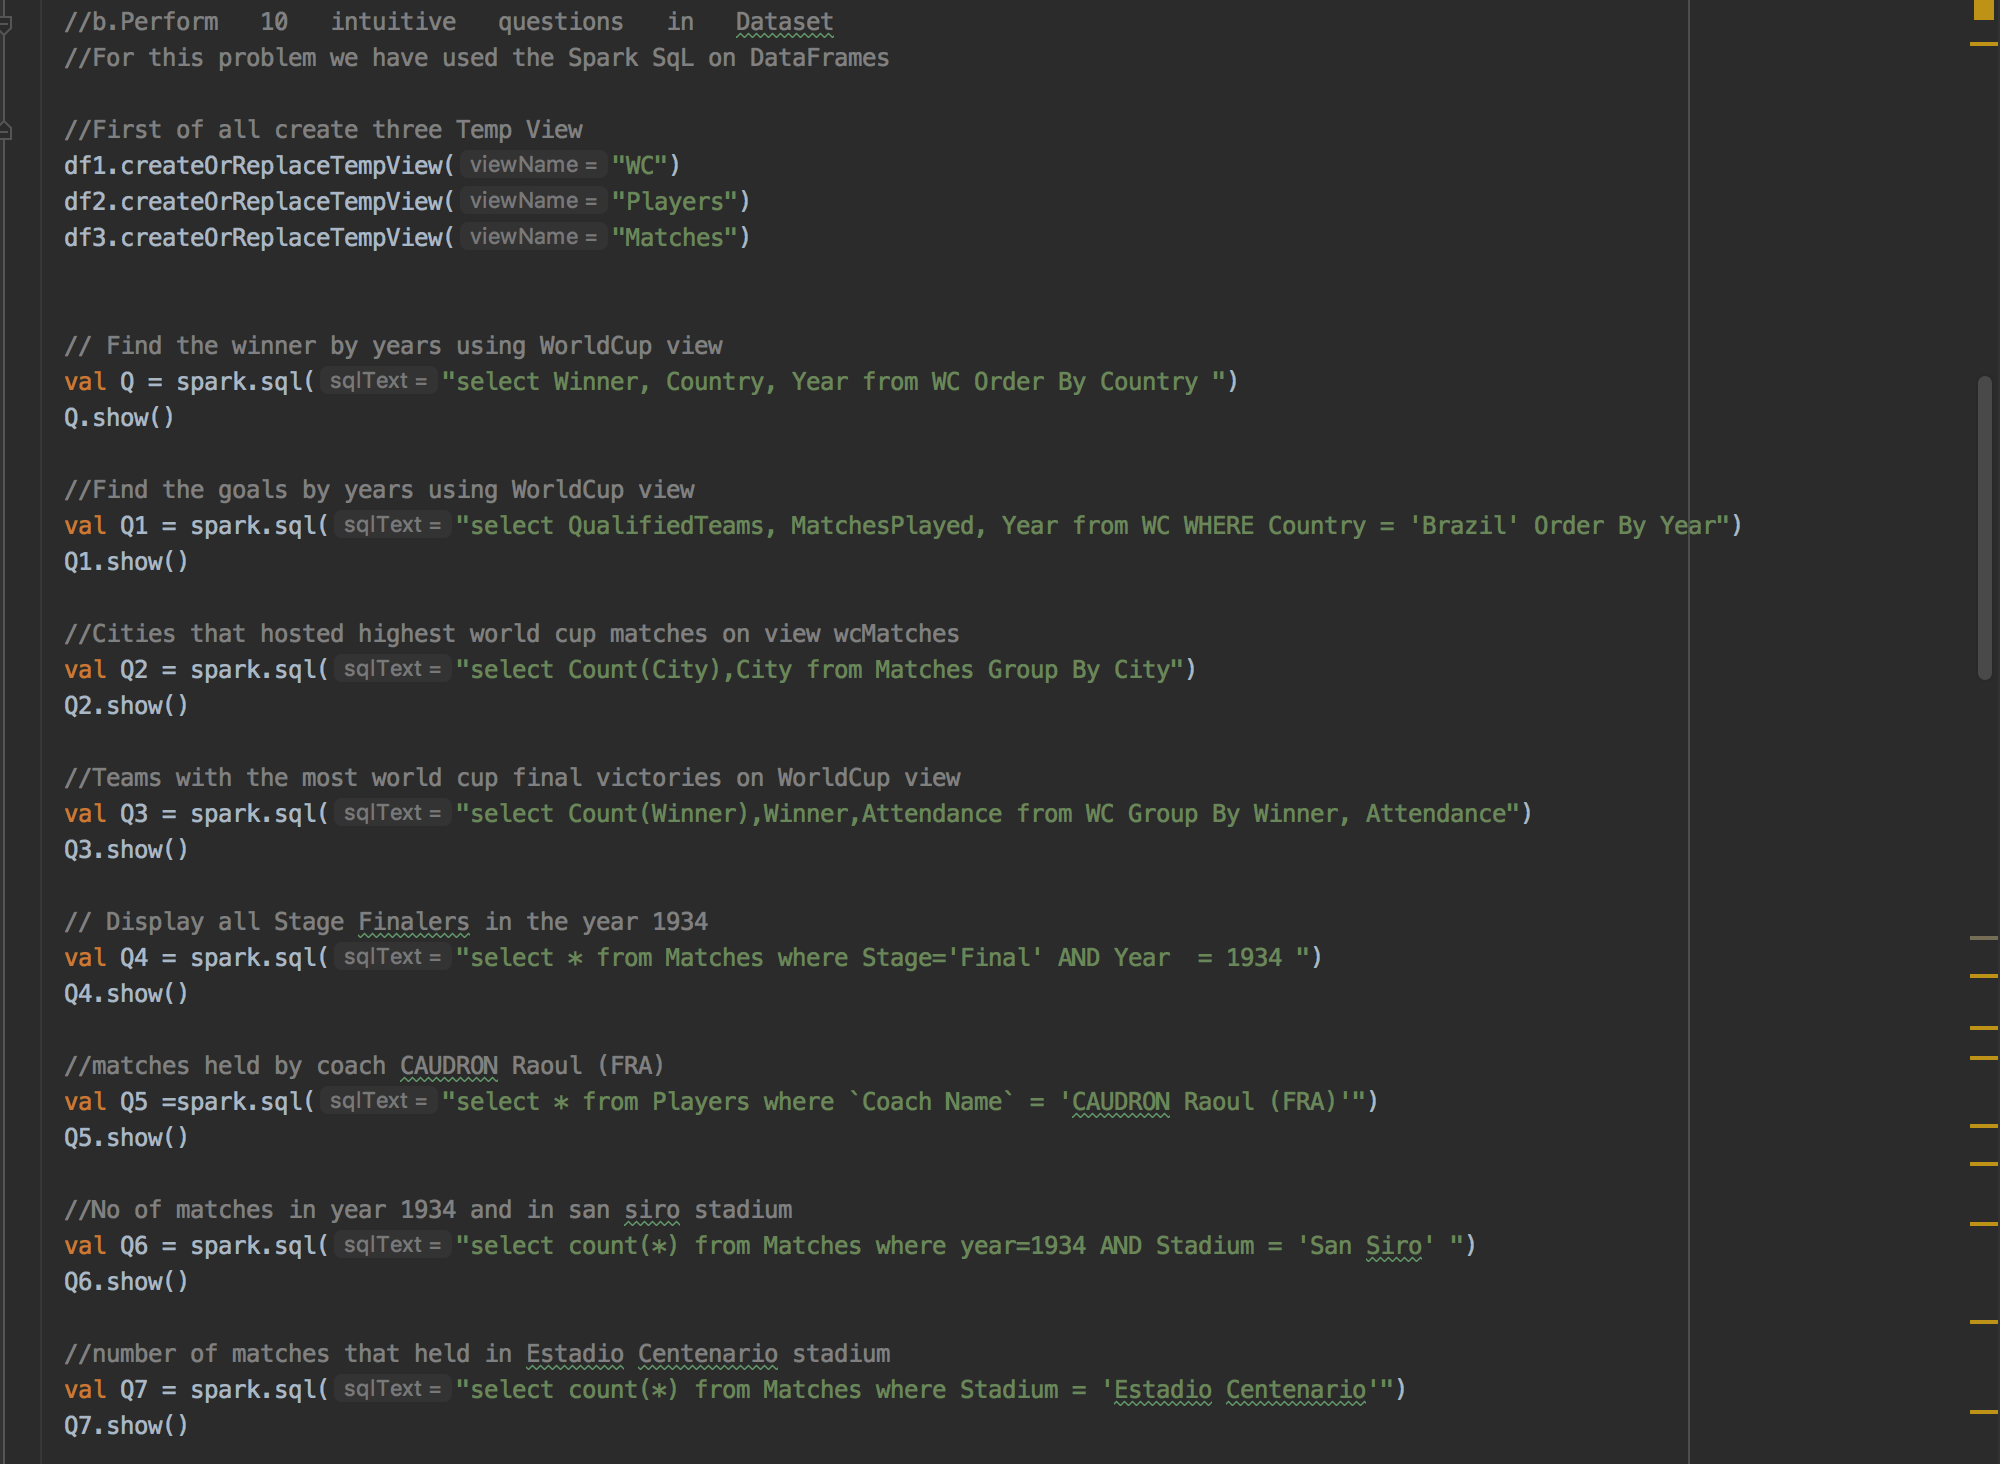 //b.Perform   10   intuitive   questions   in   Dataset
//For this problem we have used the Spark SqL on DataFrames
//First of all create three Temp View
df1.createOrReplaceTempView( viewName = "WC")
df2.createOrReplaceTempView( viewName = "Players")
df3.createOrReplaceTempView( viewName = "Matches")
// Find the winner by years using WorldCup view
val Q = spark.sql( sqlText = "select Winner, Country, Year from WC Order By Country ")
Q.show()
//Find the goals by years using WorldCup view
val Q1 = spark.sql( sqlText = "select QualifiedTeams, MatchesPlayed, Year from WC WHERE Country = 'Brazil' Order By Year")
Q1.show()
//Cities that hosted highest world cup matches on view wcMatches
val Q2 = spark.sql( sqlText = "select Count(City),City from Matches Group By City")
Q2.show()
//Teams with the most world cup final victories on WorldCup view
val Q3 = spark.sql( sqlText = "select Count(Winner),Winner,Attendance from WC Group By Winner, Attendance")
Q3.show()
// Display all Stage Finalers in the year 1934
val Q4 = spark.sql( sqlText = "select * from Matches where Stage='Final' AND Year  = 1934 ")
Q4.show()
//matches held by coach CAUDRON Raoul (FRA)
val Q5 =spark.sql( sqlText = "select * from Players where `Coach Name` = 'CAUDRON Raoul (FRA)'")
Q5.show()
//No of matches in year 1934 and in san siro stadium
val Q6 = spark.sql( sqlText = "select count(*) from Matches where year=1934 AND Stadium = 'San Siro' ")
Q6.show()
//number of matches that held in Estadio Centenario stadium
val Q7 = spark.sql( sqlText = "select count(*) from Matches where Stadium = 'Estadio Centenario'")
Q7.show()